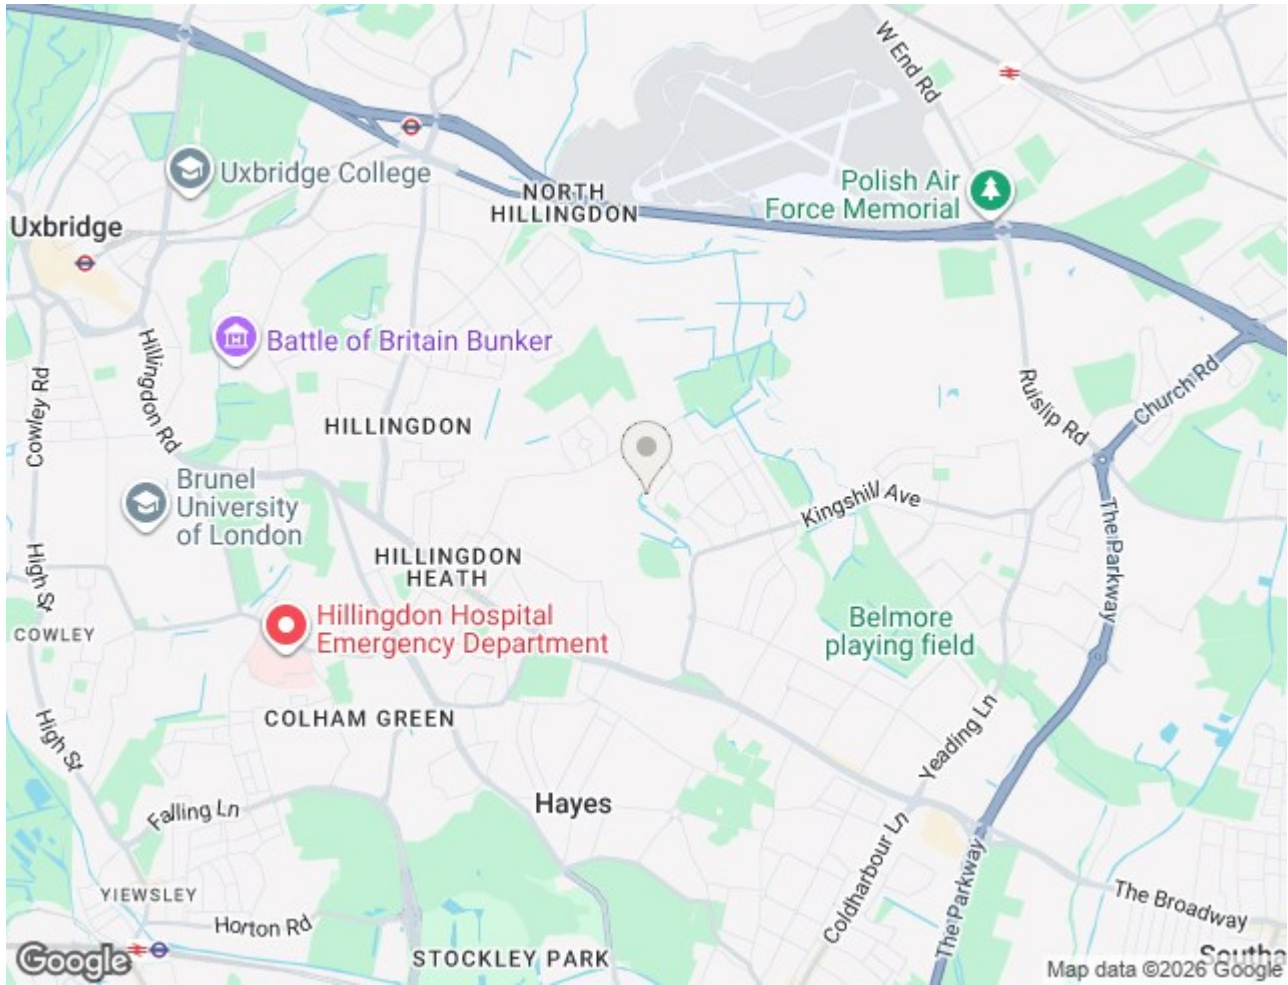 W End Rd
Uxbridge College
NORTH
HILLINGDON
Polish Air
Force Memorial
Uxbridge
Battle of Britain Bunker
Hillingdon Rd
Cowley Rd
Ruislip Rd
Church Rd
HILLINGDON
Brunel
University
of London
Kingshill Ave
The Parkway
High St
HILLINGDON
HEATH
COWLEY
Hillingdon Hospital
Emergency Department
Belmore
playing field
High St
COLHAM GREEN
Yeading Ln
Falling Ln
Hayes
Coldharbour Ln
The Parkway
YIEWSLEY
The Broadway
Horton Rd
STOCKLEY PARK
Southa
Google
Map data ©2026 Google